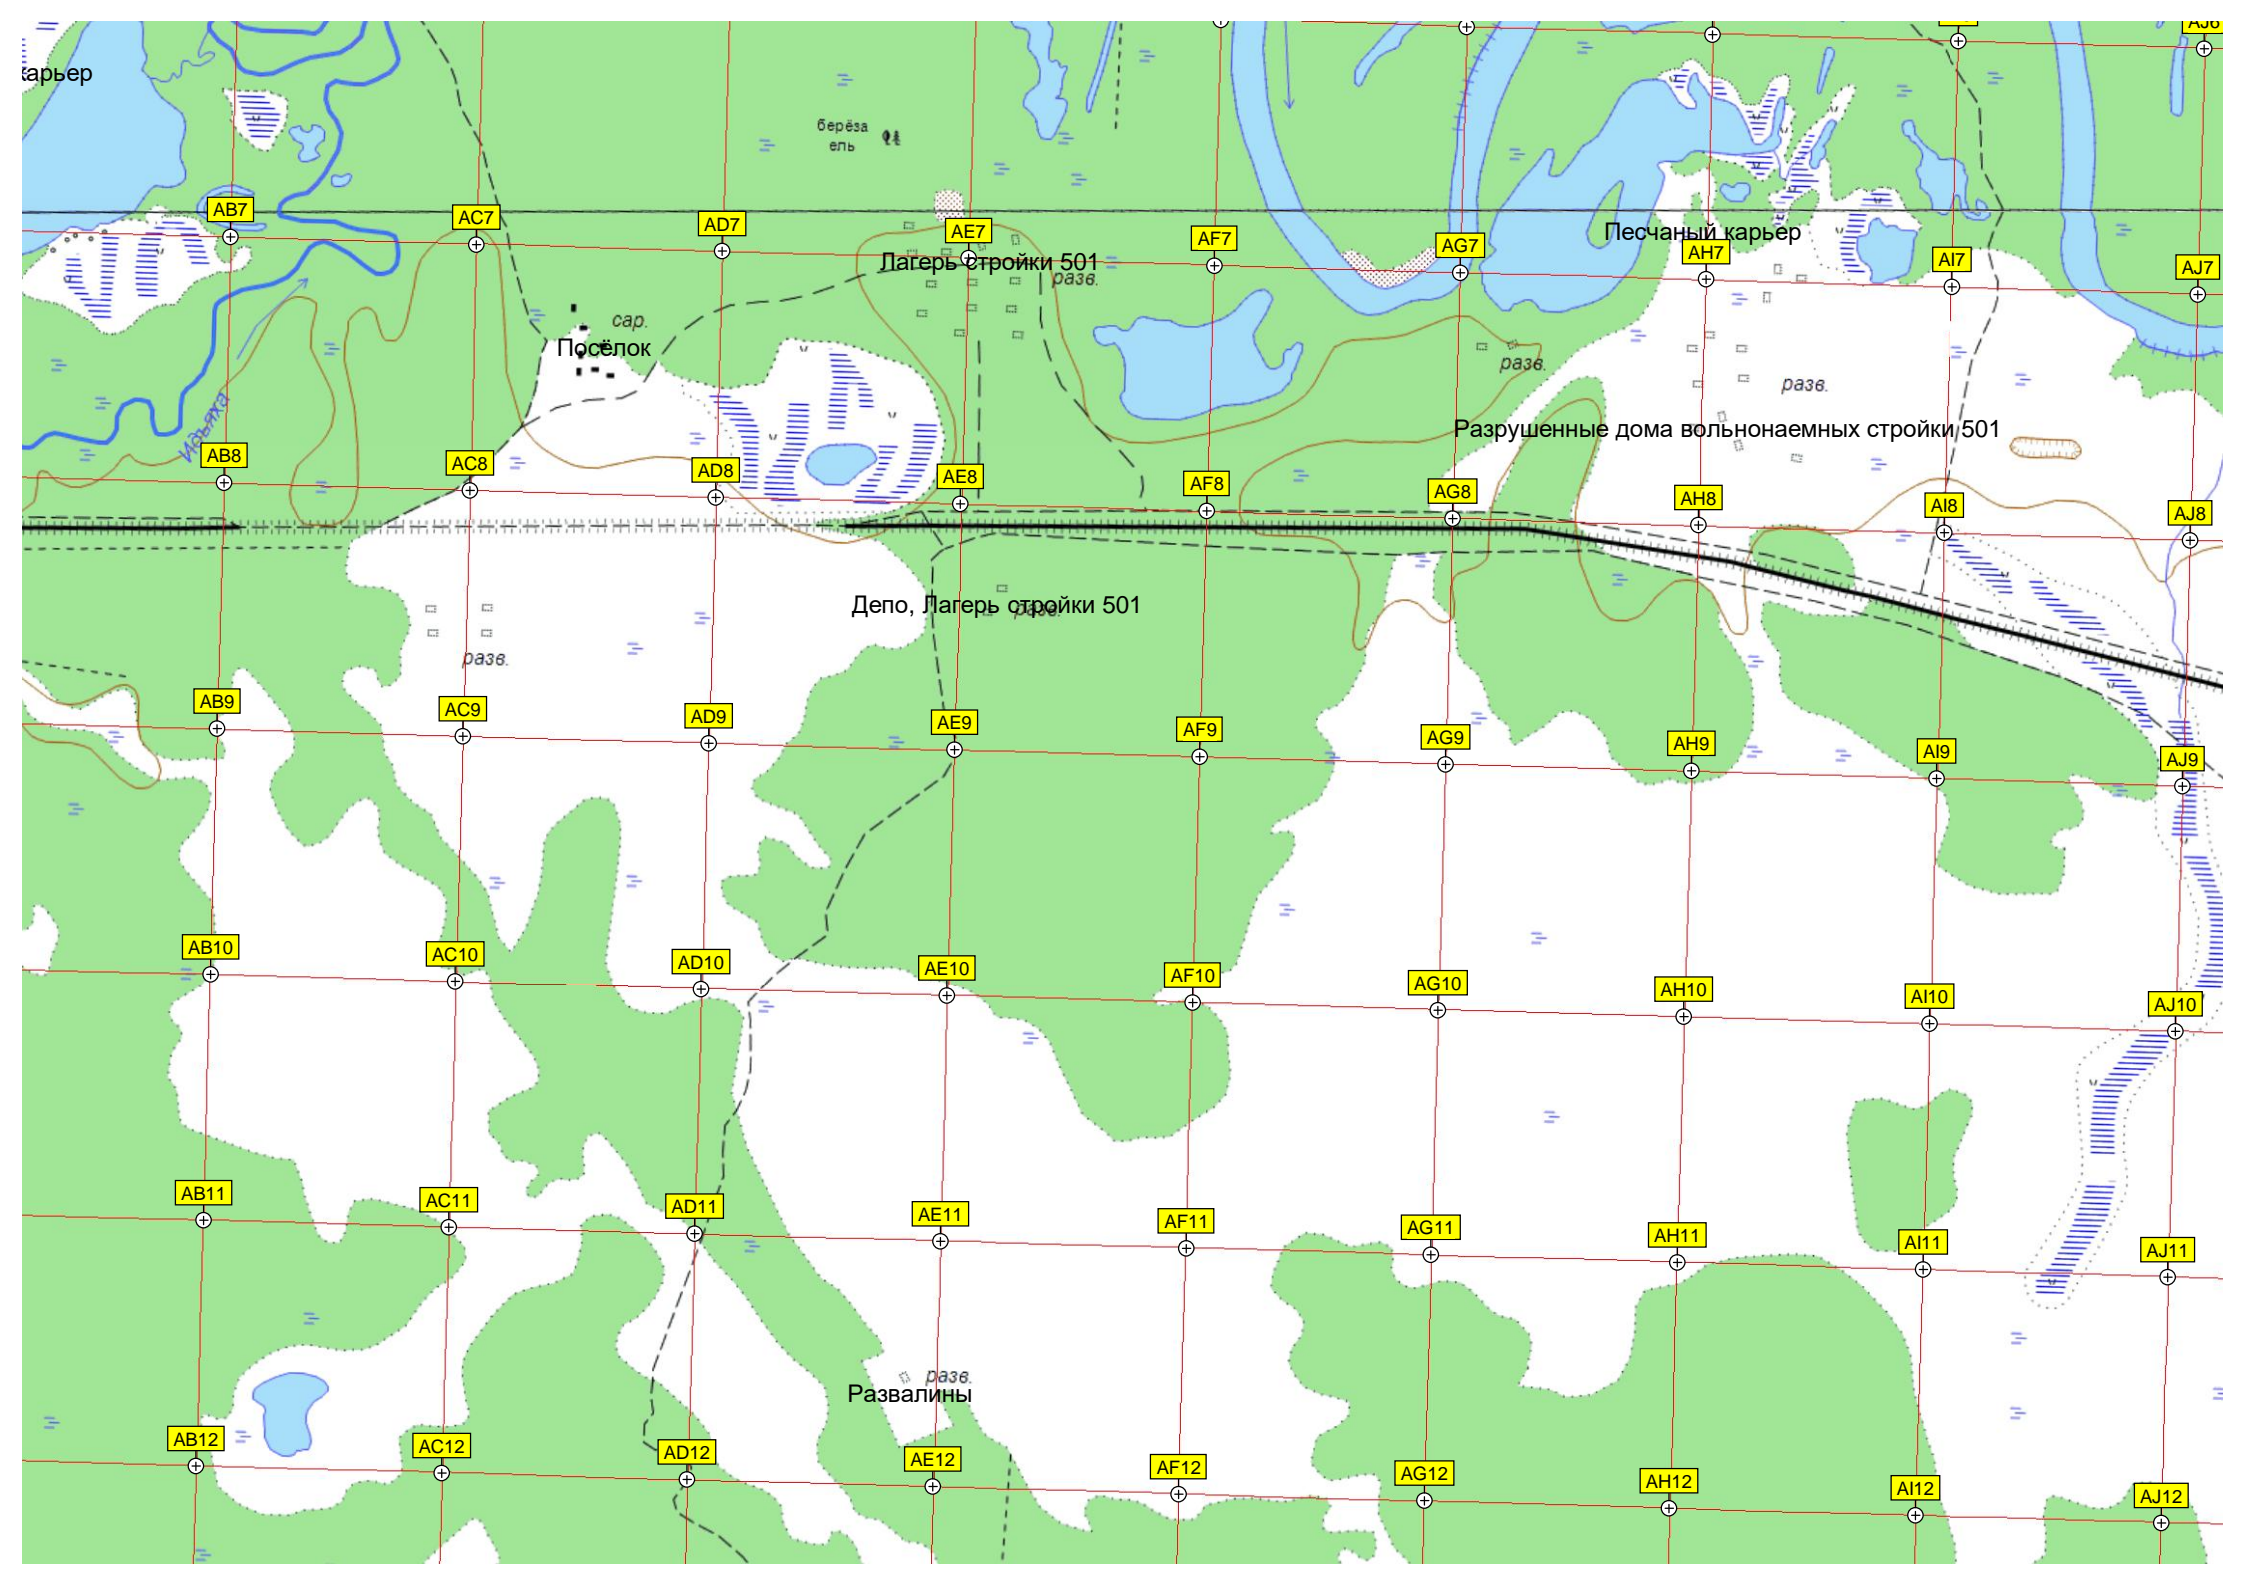 AJ6
карьер
берёза
ель
AB7
AC7
AD7
AE7
AF7
AG7
Песчаный карьер
AH7
AI7
AJ7
Лагерь стройки 501
разв.
сар.
Посёлок
разв.
разв.
Идъяха
Разрушенные дома вольнонаемных стройки 501
AB8
AC8
AD8
AE8
AF8
AG8
AH8
AI8
AJ8
Депо, Лагерь стройки 501
разв.
разв.
AB9
AC9
AD9
AE9
AF9
AG9
AH9
AI9
AJ9
AB10
AC10
AD10
AE10
AF10
AG10
AH10
AI10
AJ10
AB11
AC11
AD11
AE11
AF11
AG11
AH11
AI11
AJ11
разв.
Развалины
AB12
AC12
AD12
AE12
AF12
AG12
AH12
AI12
AJ12